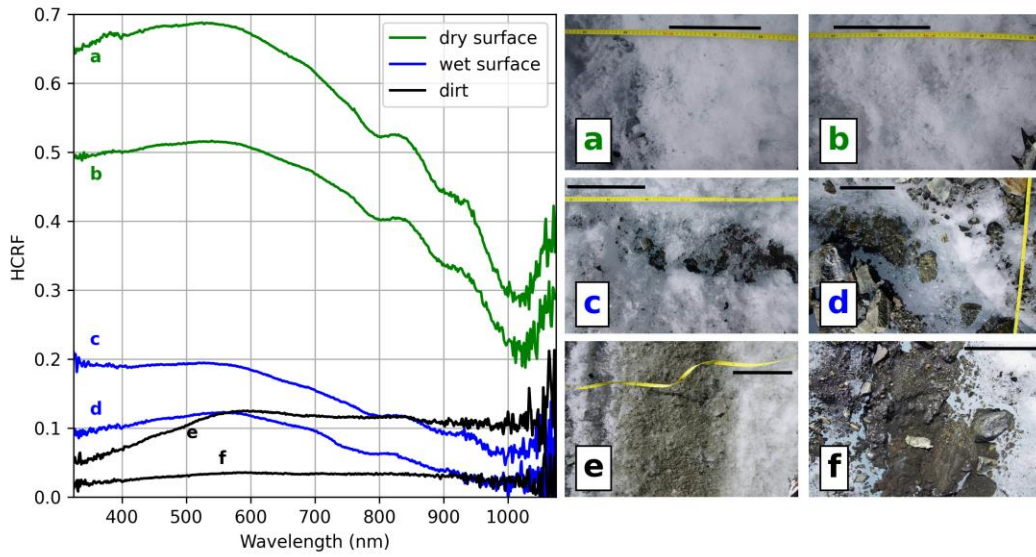 0.7
0.6
0.5
0.4
0.3
0.2
0.1
0.0
HCRF
400 500 600 700 800 900 1000
Wavelength (nm)
dry surface
wet surface
dirt
a
b
c
d
e
f
a
b
c
d
e
f